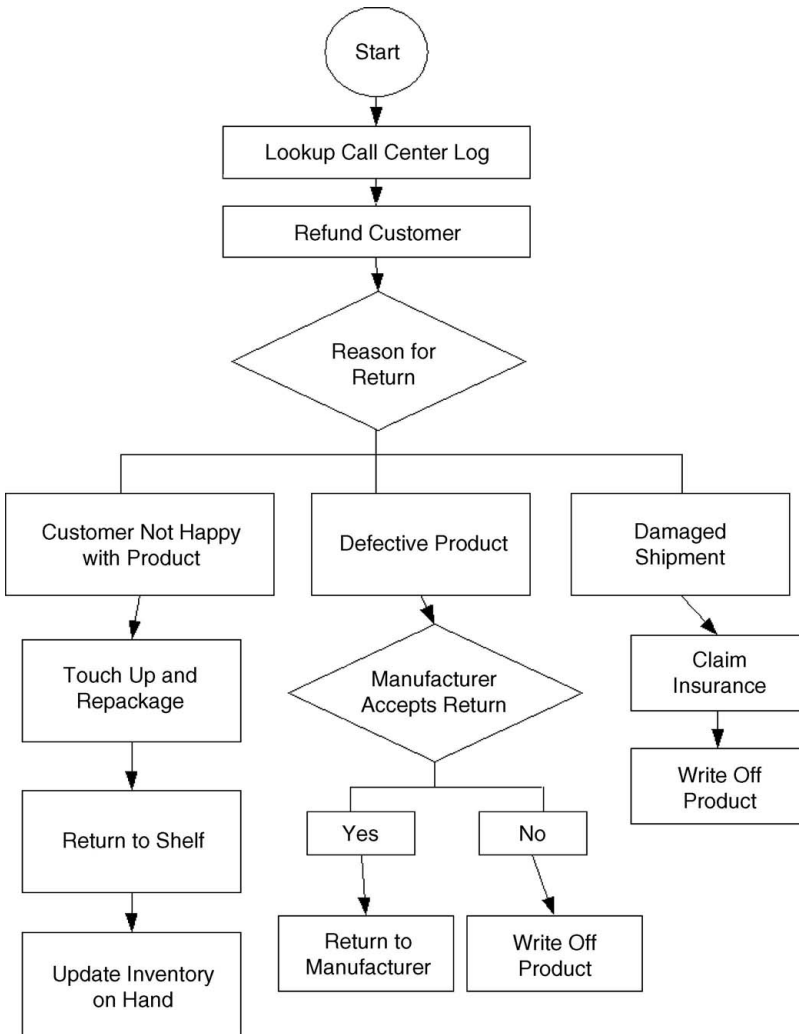 Start
Lookup Call Center Log
Refund Customer
Reason for
Return
Customer Not Happy
with Product
Defective Product
Damaged
Shipment
Touch Up and
Repackage
Manufacturer
Accepts Return
Claim
Insurance
Write Off
Product
Yes
No
Return to Shelf
Return to
Manufacturer
Write Off
Product
Update Inventory
on Hand